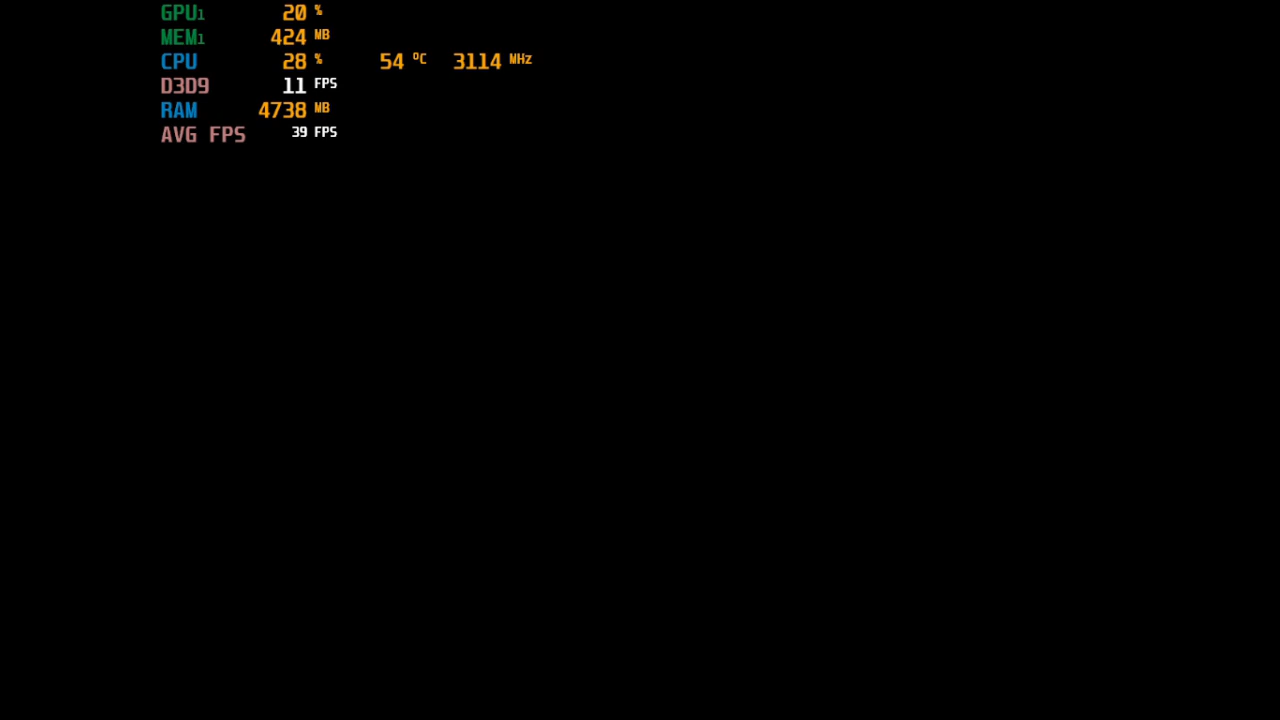 GPU1 20 %
MEM1 424 MB
CPU 28 % 54 °C 3114 MHz
D3D9 11 FPS
RAM 4738 MB
AVG FPS 39 FPS